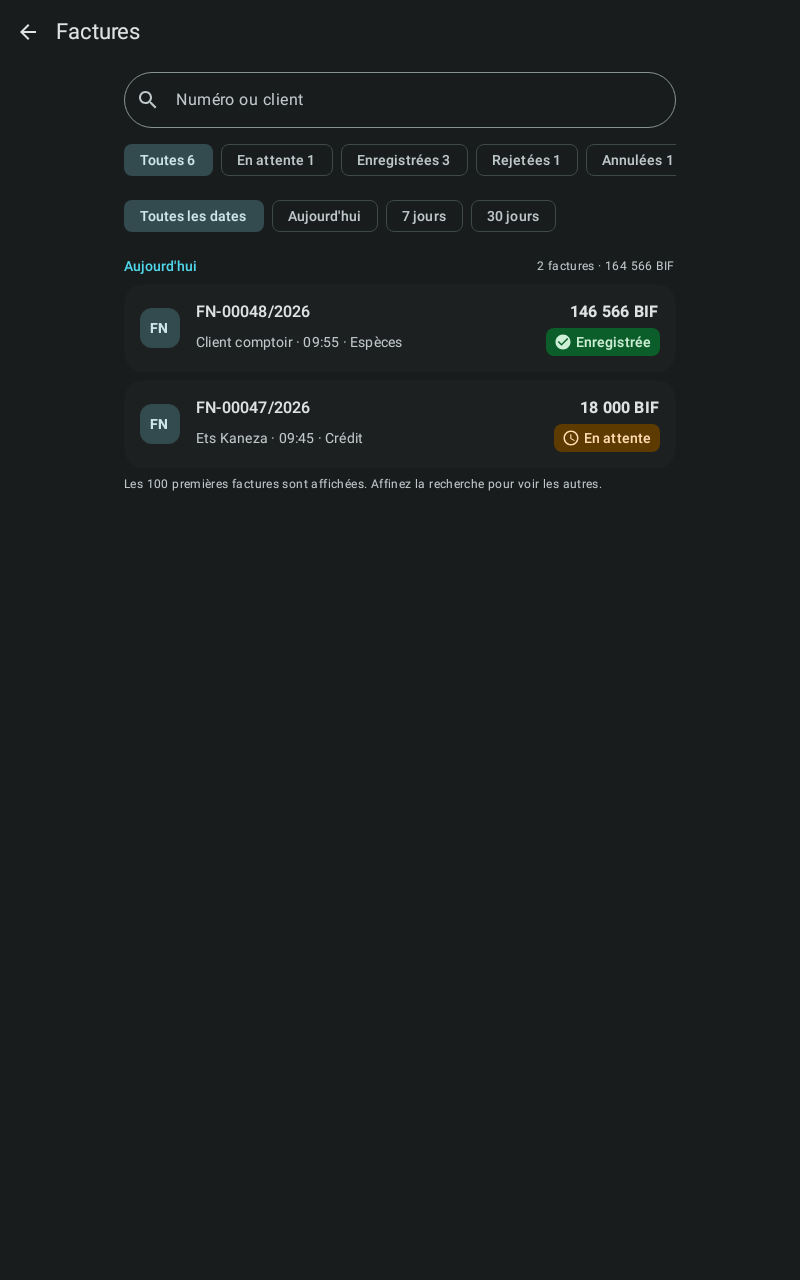 Factures
Numéro ou client
Toutes 6
En attente 1
Enregistrées 3
Rejetées 1
Annulées 1
Toutes les dates
Aujourd'hui
7 jours
30 jours
Aujourd'hui
2 factures · 164 566 BIF
FN
FN-00048/2026
146 566 BIF
Client comptoir · 09:55 · Espèces
Enregistrée
FN
FN-00047/2026
18 000 BIF
Ets Kaneza · 09:45 · Crédit
En attente
Les 100 premières factures sont affichées. Affinez la recherche pour voir les autres.